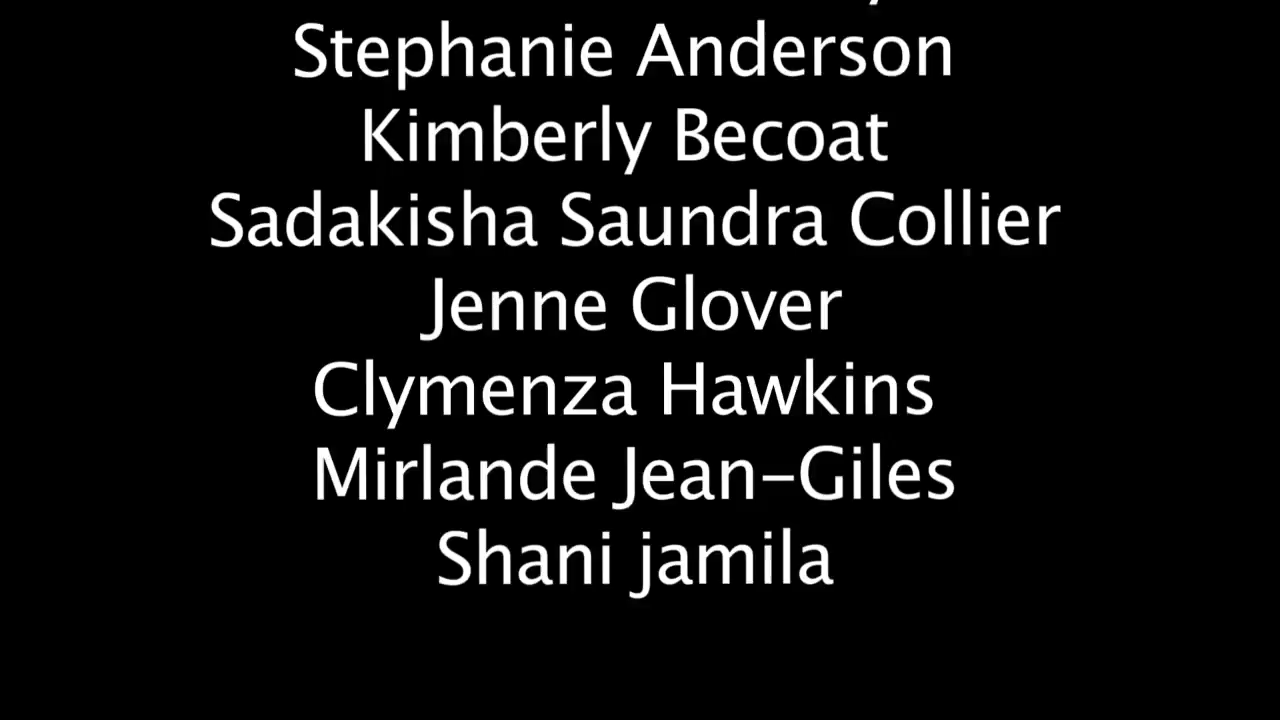 Stephanie Anderson
Kimberly Becoat
Sadakisha Saundra Collier
Jenne Glover
Clymenza Hawkins
Mirlande Jean-Giles
Shani jamila